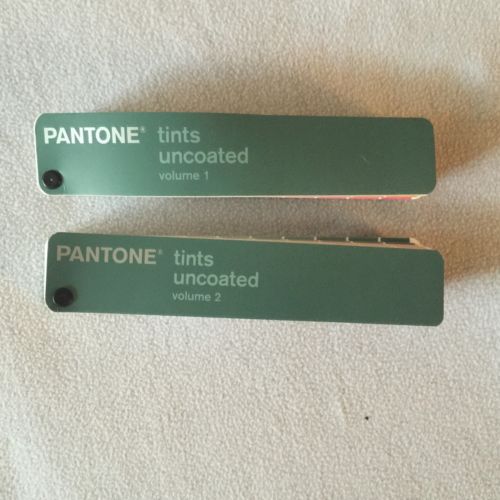 PANTONE® tints
uncoated
volume 1
PANTONE® tints
uncoated
volume 2